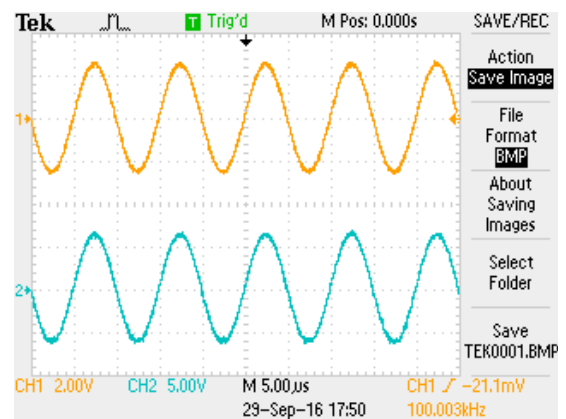 Tek T Trig'd M Pos: 0.000s SAVE/REC
Action
Save Image
1
File
Format
BMP
About
Saving
Images
Select
Folder
2
Save
TEK0001.BMP
CH1 2.00V CH2 5.00V M 5.00µs CH1 -21.1mV
29-Sep-16 17:50 100.003kHz